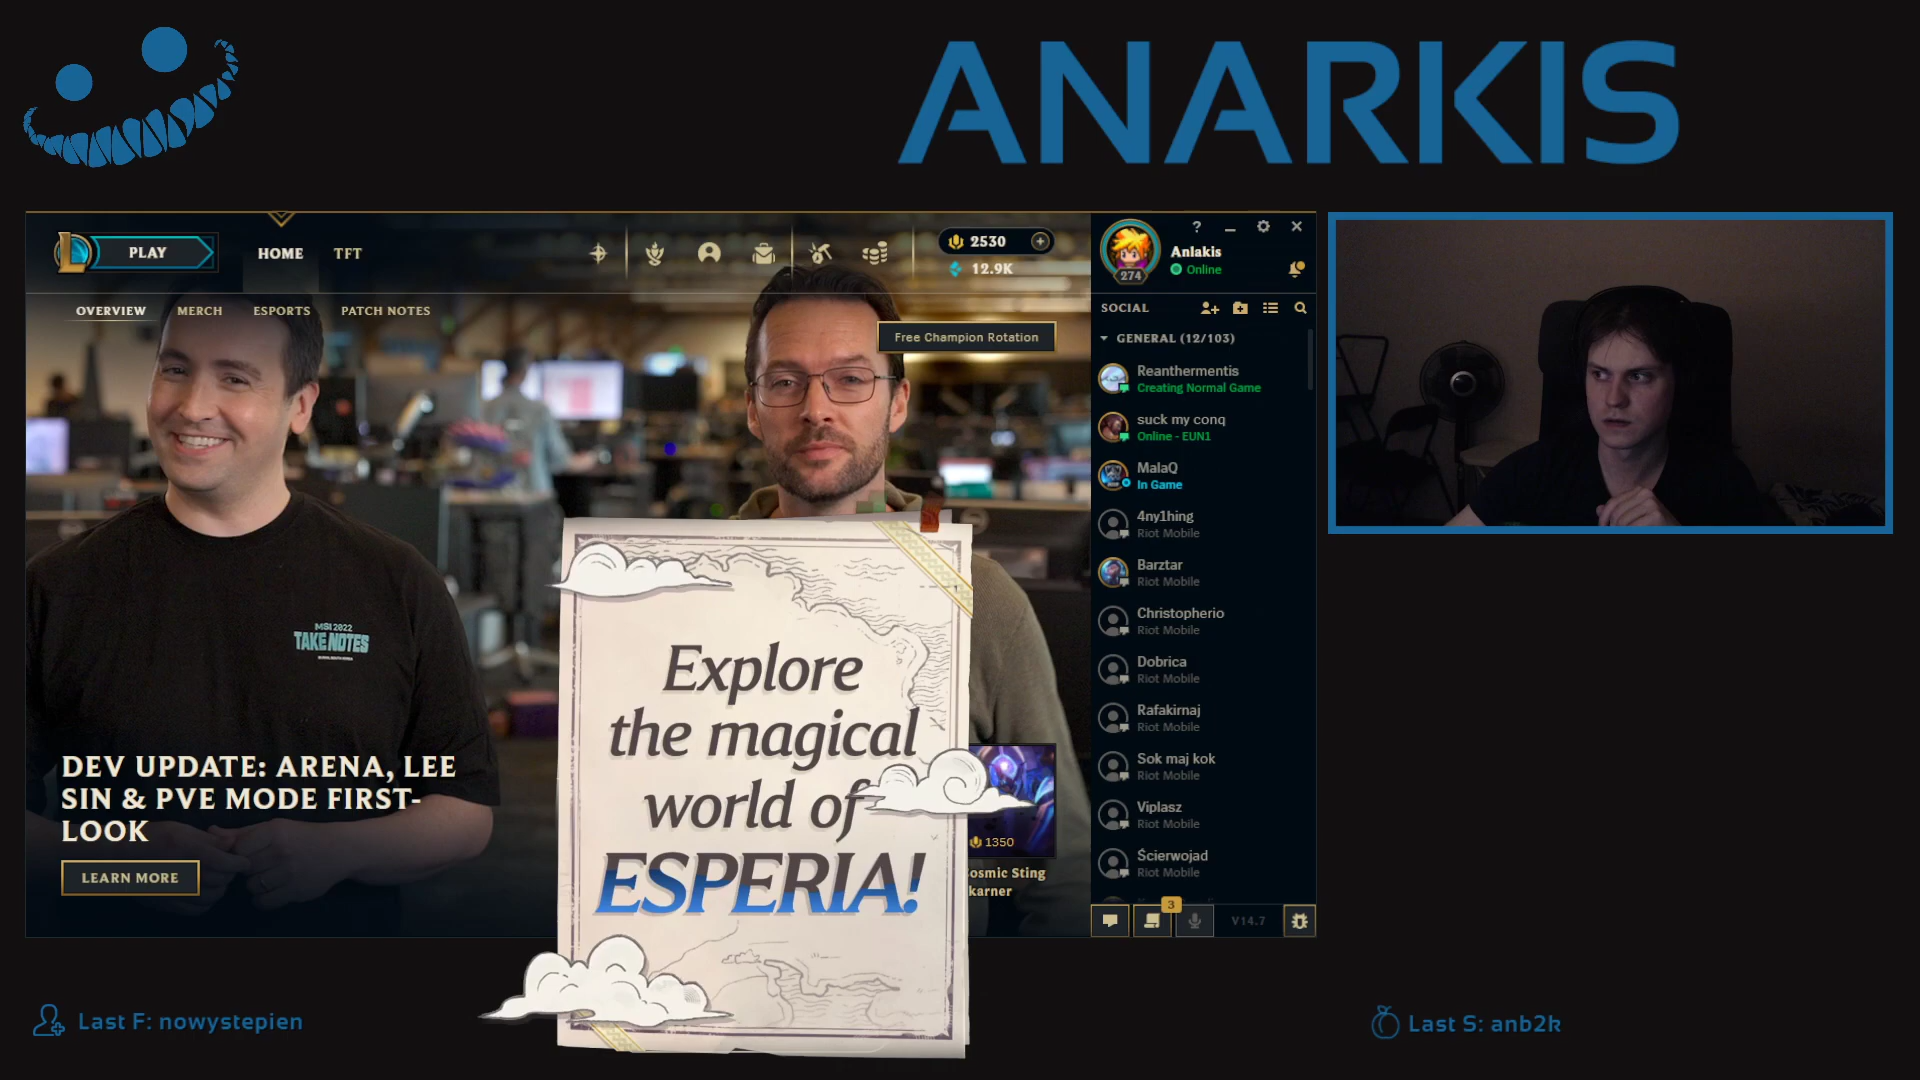 ANARKIS
PLAY
HOME
TFT
2530
12.9K
?
274
Anlakis
Online
OVERVIEW
MERCH
ESPORTS
PATCH NOTES
Free Champion Rotation
SOCIAL
GENERAL (12/103)
Reanthermentis
Creating Normal Game
suck my conq
Online - EUN1
MalaQ
In Game
4ny1hing
Riot Mobile
Barztar
Riot Mobile
Christopherio
Riot Mobile
Dobrica
Riot Mobile
Rafakirnaj
Riot Mobile
Sok maj kok
Riot Mobile
Viplasz
Riot Mobile
Ścierwojad
Riot Mobile
3
V14.7
MSI 2022
TAKE NOTES
DEV UPDATE: ARENA, LEE
SIN & PVE MODE FIRST-
LOOK
LEARN MORE
Explore
the magical
world of
ESPERIA!
1350
osmic Sting
karner
Last F: nowystepien
Last S: anb2k